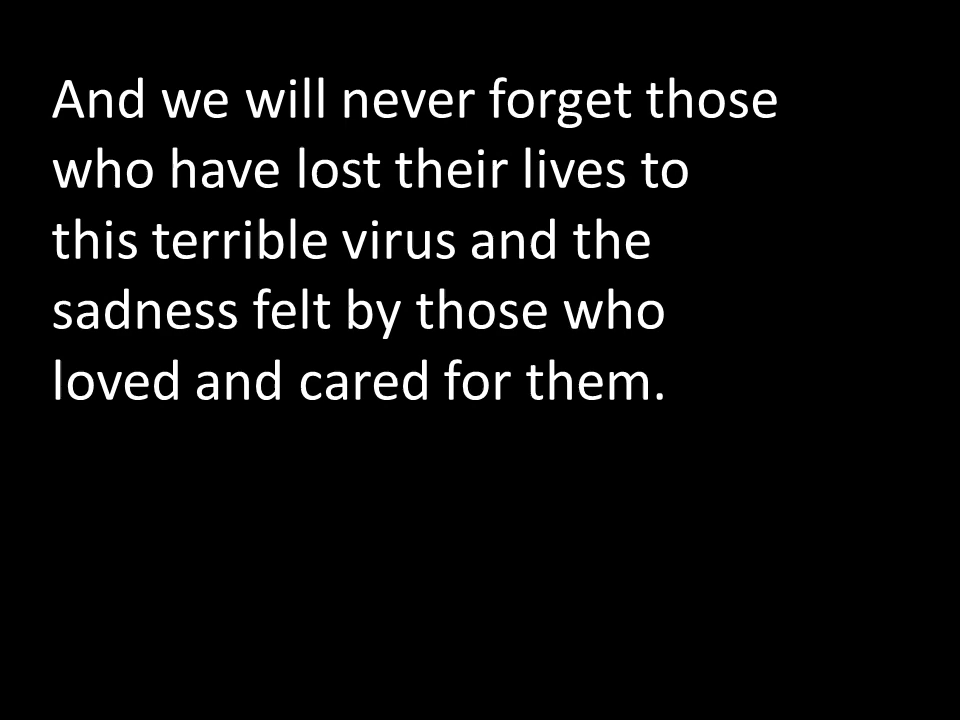 And we will never forget those
who have lost their lives to
this terrible virus and the
sadness felt by those who
loved and cared for them.